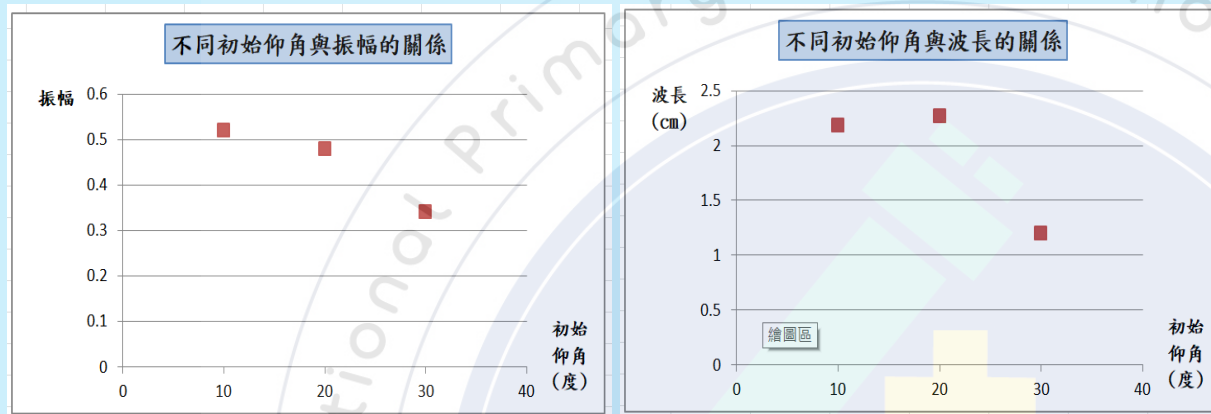 不同初始仰角與振幅的關係
振幅
0.6
0.5
0.4
0.3
0.2
0.1
0
0 10 20 30 40
初始
仰角
(度)
不同初始仰角與波長的關係
波長
(cm)
2.5
2
1.5
1
0.5
0
繪圖區
0 10 20 30 40
初始
仰角
(度)
tional Primary